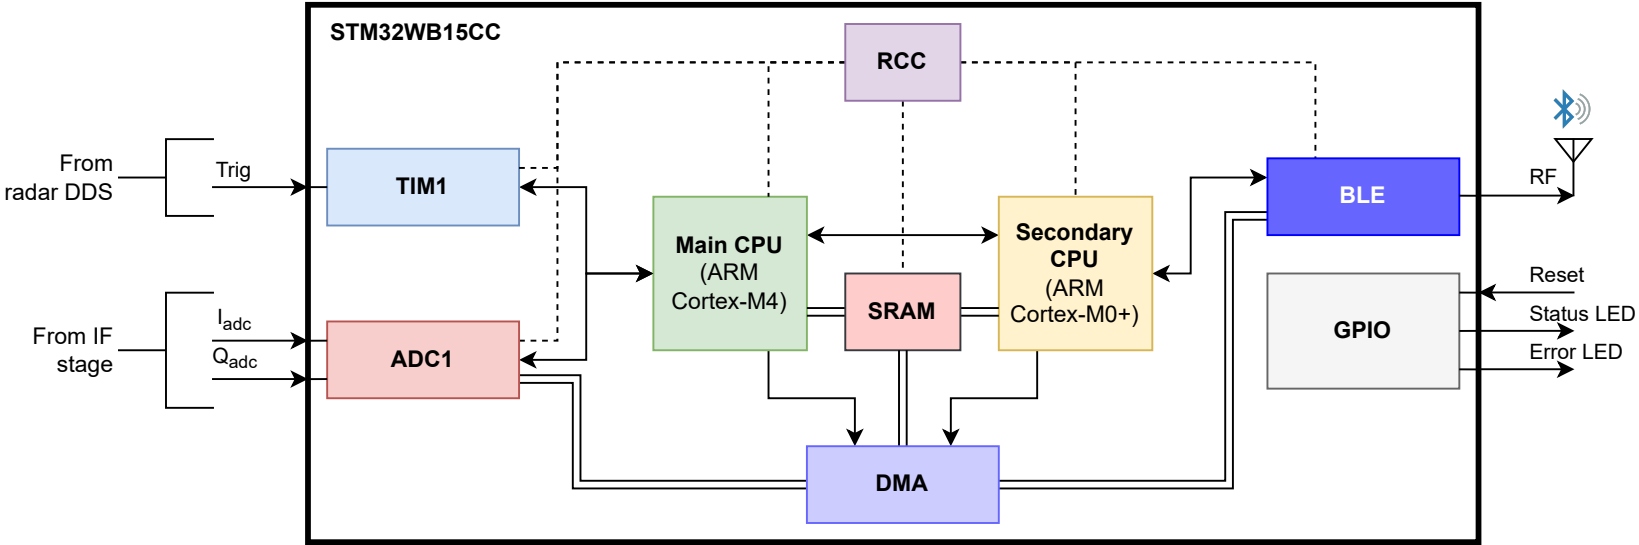 STM32WB15CC
RCC
From
radar DDS
Trig
TIM1
BLE
RF
Main CPU
(ARM
Cortex-M4)
Secondary
CPU
(ARM
Cortex-M0+)
SRAM
From IF
stage
Iadc
Qadc
ADC1
GPIO
Reset
Status LED
Error LED
DMA